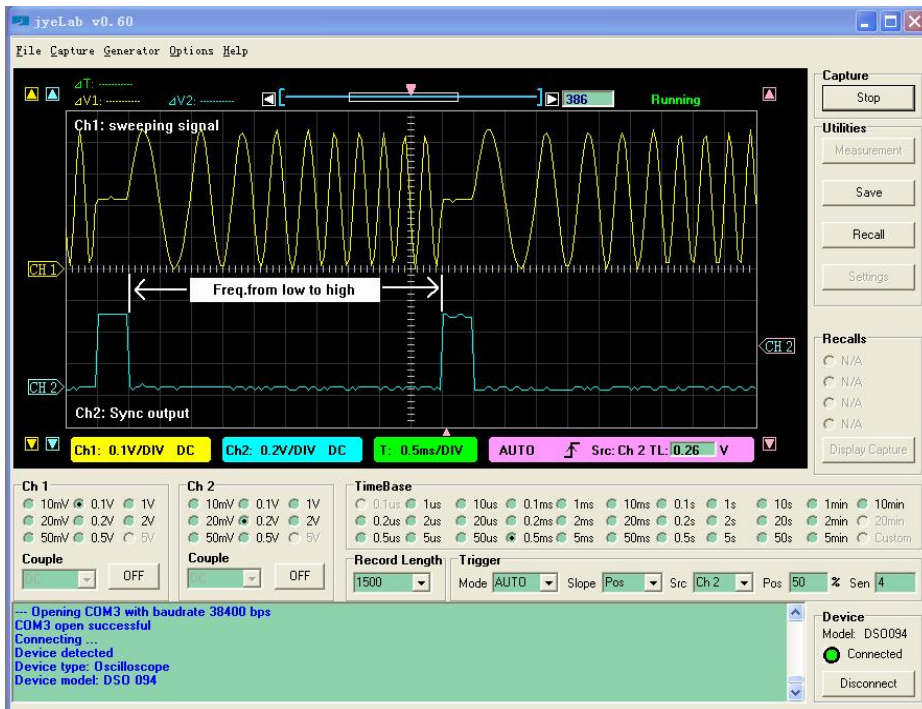 jyeLab v0.60
File Capture Generator Options Help
ΔT: ----------
ΔV1: ---------- ΔV2: ----------
386 Running
Ch1: sweeping signal
CH 1
Freq.from low to high
CH 2
CH 2
Ch2: Sync output
Ch1: 0.1V/DIV DC Ch2: 0.2V/DIV DC T: 0.5ms/DIV AUTO Src: Ch 2 TL: 0.26 V
Capture
Stop
Utilities
Measurement
Save
Recall
Settings
Recalls
N/A
N/A
N/A
N/A
Display Capture
Ch 1
10mV 0.1V 1V
20mV 0.2V 2V
50mV 0.5V 5V
Couple
DC OFF
Ch 2
10mV 0.1V 1V
20mV 0.2V 2V
50mV 0.5V 5V
Couple
DC OFF
TimeBase
0.1us 1us 10us 0.1ms 1ms 10ms 0.1s 1s 10s 1min 10min
0.2us 2us 20us 0.2ms 2ms 20ms 0.2s 2s 20s 2min 20min
0.5us 5us 50us 0.5ms 5ms 50ms 0.5s 5s 50s 5min Custom
Record Length
1500
Trigger
Mode AUTO Slope Pos Src Ch 2 Pos 50 % Sen 4
--- Opening COM3 with baudrate 38400 bps
COM3 open successful
Connecting ...
Device detected
Device type: Oscilloscope
Device model: DSO 094
Device
Model: DSO094
Connected
Disconnect